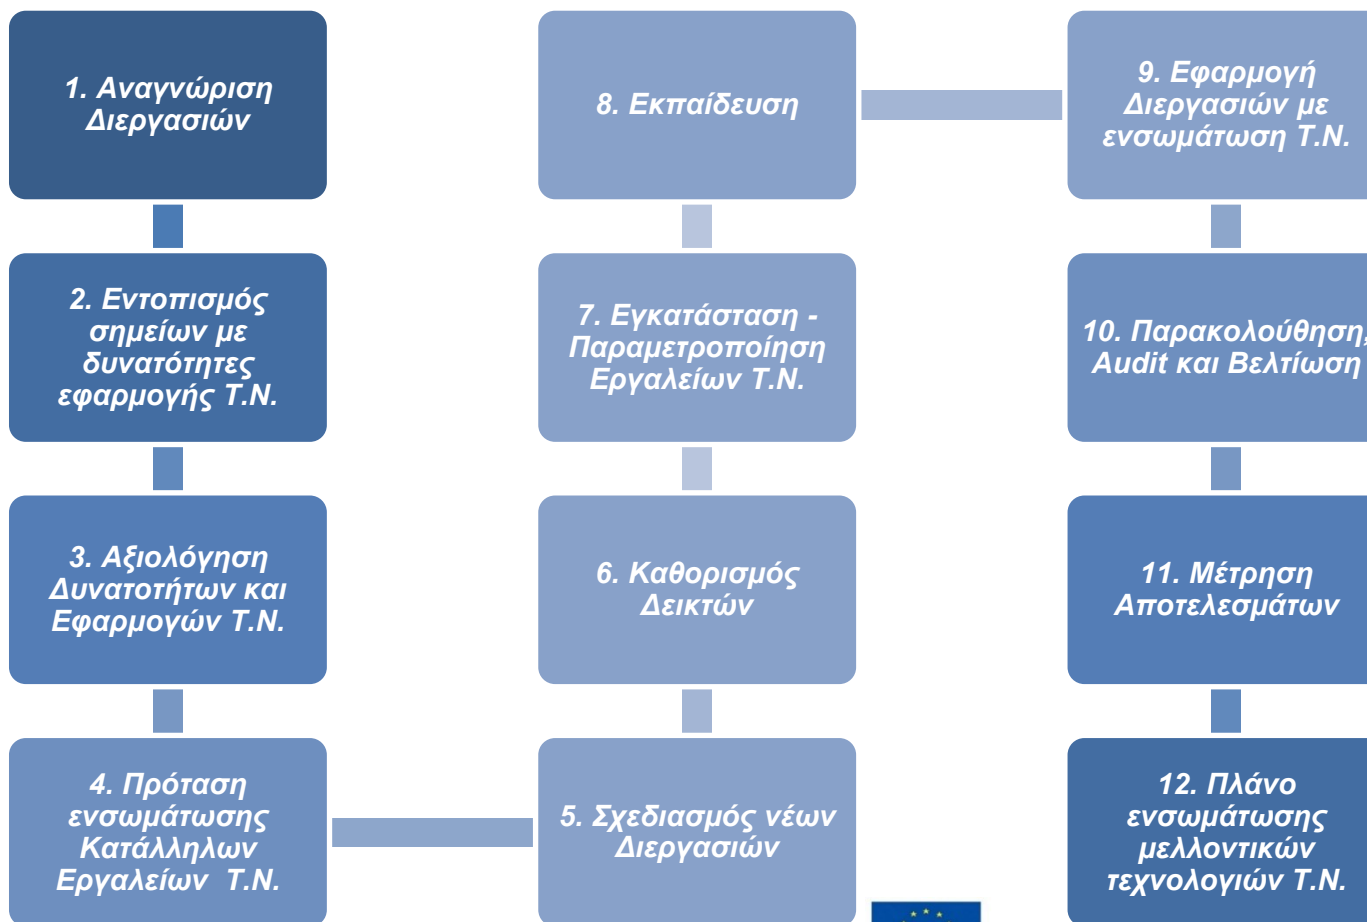 1. Αναγνώριση
Διεργασιών
2. Εντοπισμός
σημείων με
δυνατότητες
εφαρμογής Τ.Ν.
3. Αξιολόγηση
Δυνατοτήτων και
Εφαρμογών Τ.Ν.
4. Πρόταση
ενσωμάτωσης
Κατάλληλων
Εργαλείων Τ.Ν.
5. Σχεδιασμός νέων
Διεργασιών
6. Καθορισμός
Δεικτών
7. Εγκατάσταση -
Παραμετροποίηση
Εργαλείων Τ.Ν.
8. Εκπαίδευση
9. Εφαρμογή
Διεργασιών με
ενσωμάτωση Τ.Ν.
10. Παρακολούθηση,
Audit και Βελτίωση
11. Μέτρηση
Αποτελεσμάτων
12. Πλάνο
ενσωμάτωσης
μελλοντικών
τεχνολογιών Τ.Ν.